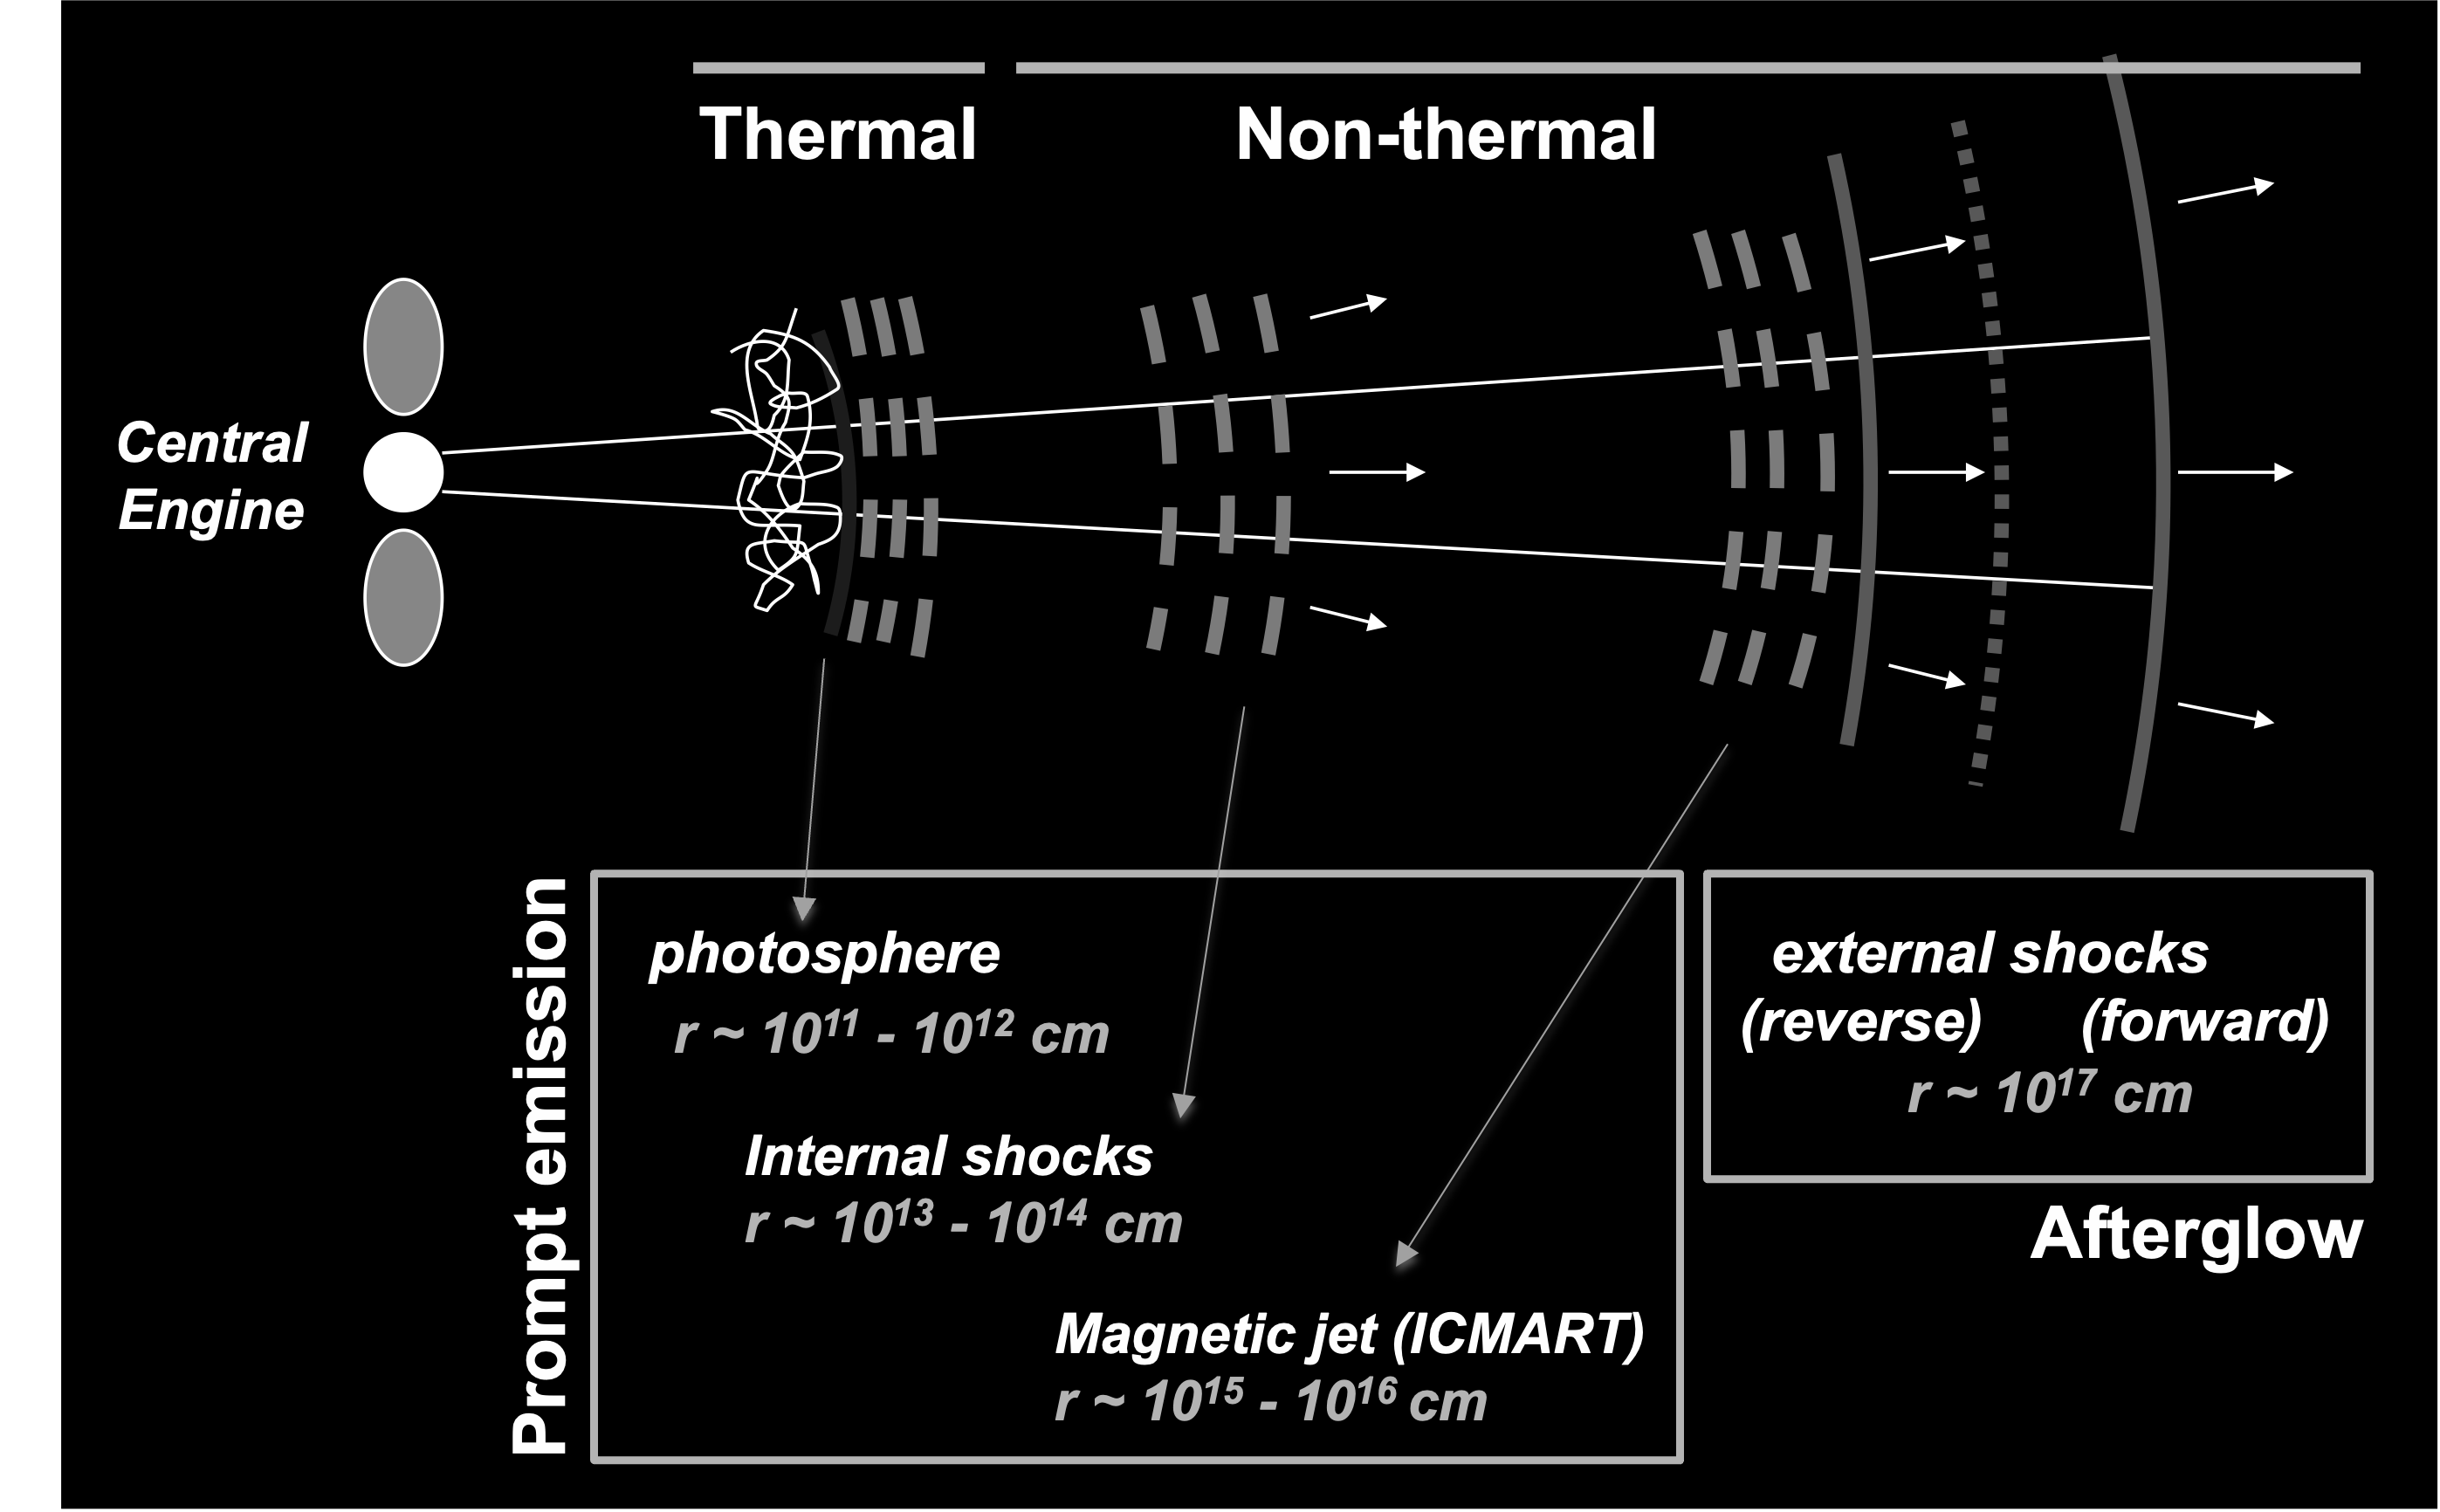 Thermal
Non-thermal
Central
Engine
Prompt emission
photosphere
r ~ 10¹¹ - 10¹² cm
Internal shocks
r ~ 10¹³ - 10¹⁴ cm
Magnetic jet (ICMART)
r ~ 10¹⁵ - 10¹⁶ cm
external shocks
(reverse) (forward)
r ~ 10¹⁷ cm
Afterglow